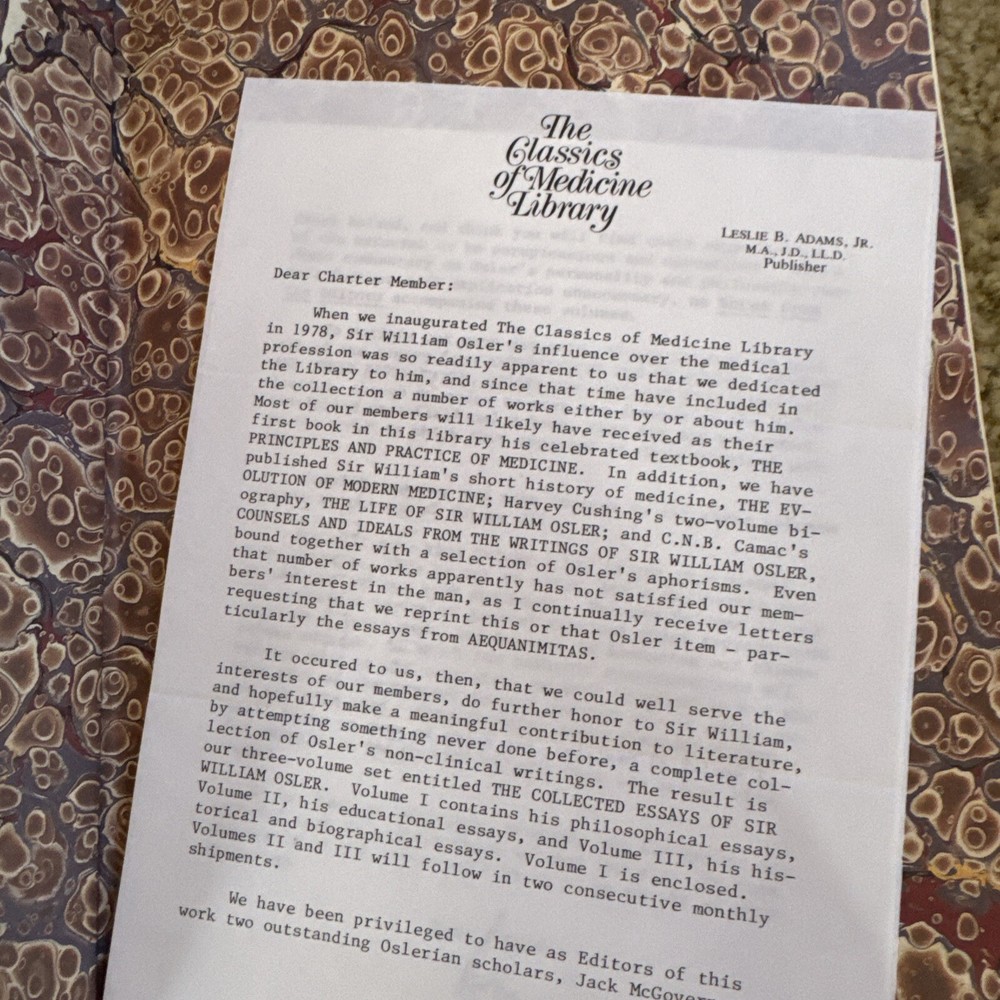 The
Classics
of Medicine
Library
LESLIE B. ADAMS, JR.
M.A., J.D., LL.D.
Publisher
Dear Charter Member:
When we inaugurated The Classics of Medicine Library
in 1978, Sir William Osler's influence over the medical
profession was so readily apparent to us that we dedicated
the Library to him, and since that time have included in
the collection a number of works either by or about him.
Most of our members will likely have received as their
first book in this library his celebrated textbook, THE
PRINCIPLES AND PRACTICE OF MEDICINE. In addition, we have
published Sir William's short history of medicine, THE EV-
OLUTION OF MODERN MEDICINE; Harvey Cushing's two-volume bi-
ography, THE LIFE OF SIR WILLIAM OSLER; and C.N.B. Camac's
COUNSELS AND IDEALS FROM THE WRITINGS OF SIR WILLIAM OSLER,
bound together with a selection of Osler's aphorisms. Even
that number of works apparently has not satisfied our mem-
bers' interest in the man, as I continually receive letters
requesting that we reprint this or that Osler item - par-
ticularly the essays from AEQUANIMITAS.
It occured to us, then, that we could well serve the
interests of our members, do further honor to Sir William,
and hopefully make a meaningful contribution to literature,
by attempting something never done before, a complete col-
lection of Osler's non-clinical writings. The result is
our three-volume set entitled THE COLLECTED ESSAYS OF SIR
WILLIAM OSLER. Volume I contains his philosophical essays,
Volume II, his educational essays, and Volume III, his his-
torical and biographical essays. Volume I is enclosed.
Volumes II and III will follow in two consecutive monthly
shipments.
We have been privileged to have as Editors of this
work two outstanding Oslerian scholars, Jack